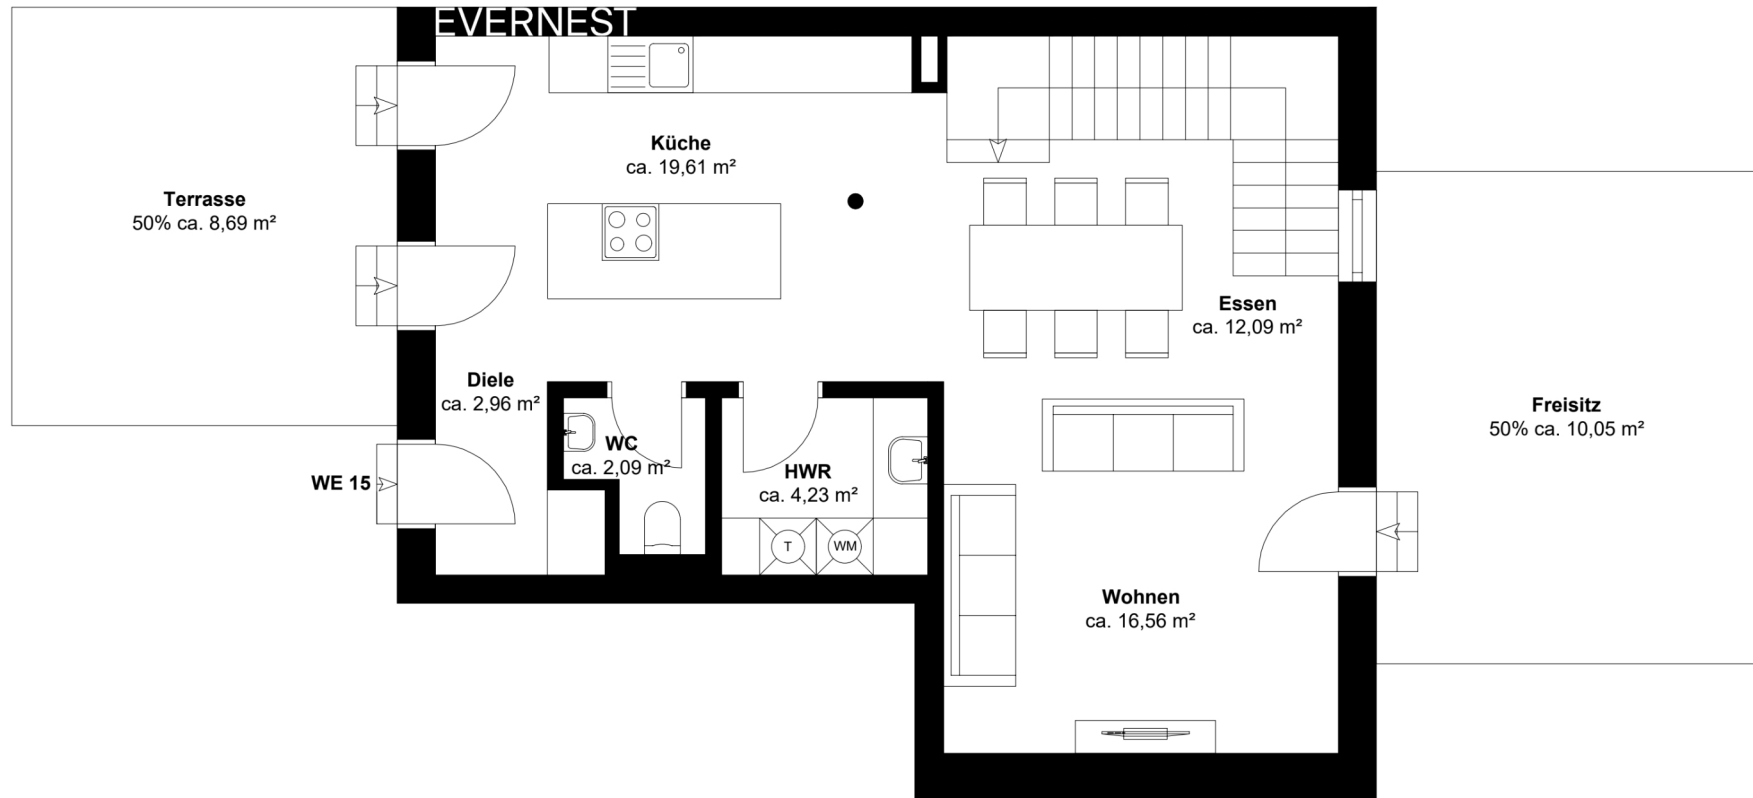 EVERNEST
Küche
ca. 19,61 m²
Terrasse
50% ca. 8,69 m²
Essen
ca. 12,09 m²
Diele
ca. 2,96 m²
Freisitz
50% ca. 10,05 m²
WC
ca. 2,09 m²
HWR
ca. 4,23 m²
WE 15
T
WM
Wohnen
ca. 16,56 m²